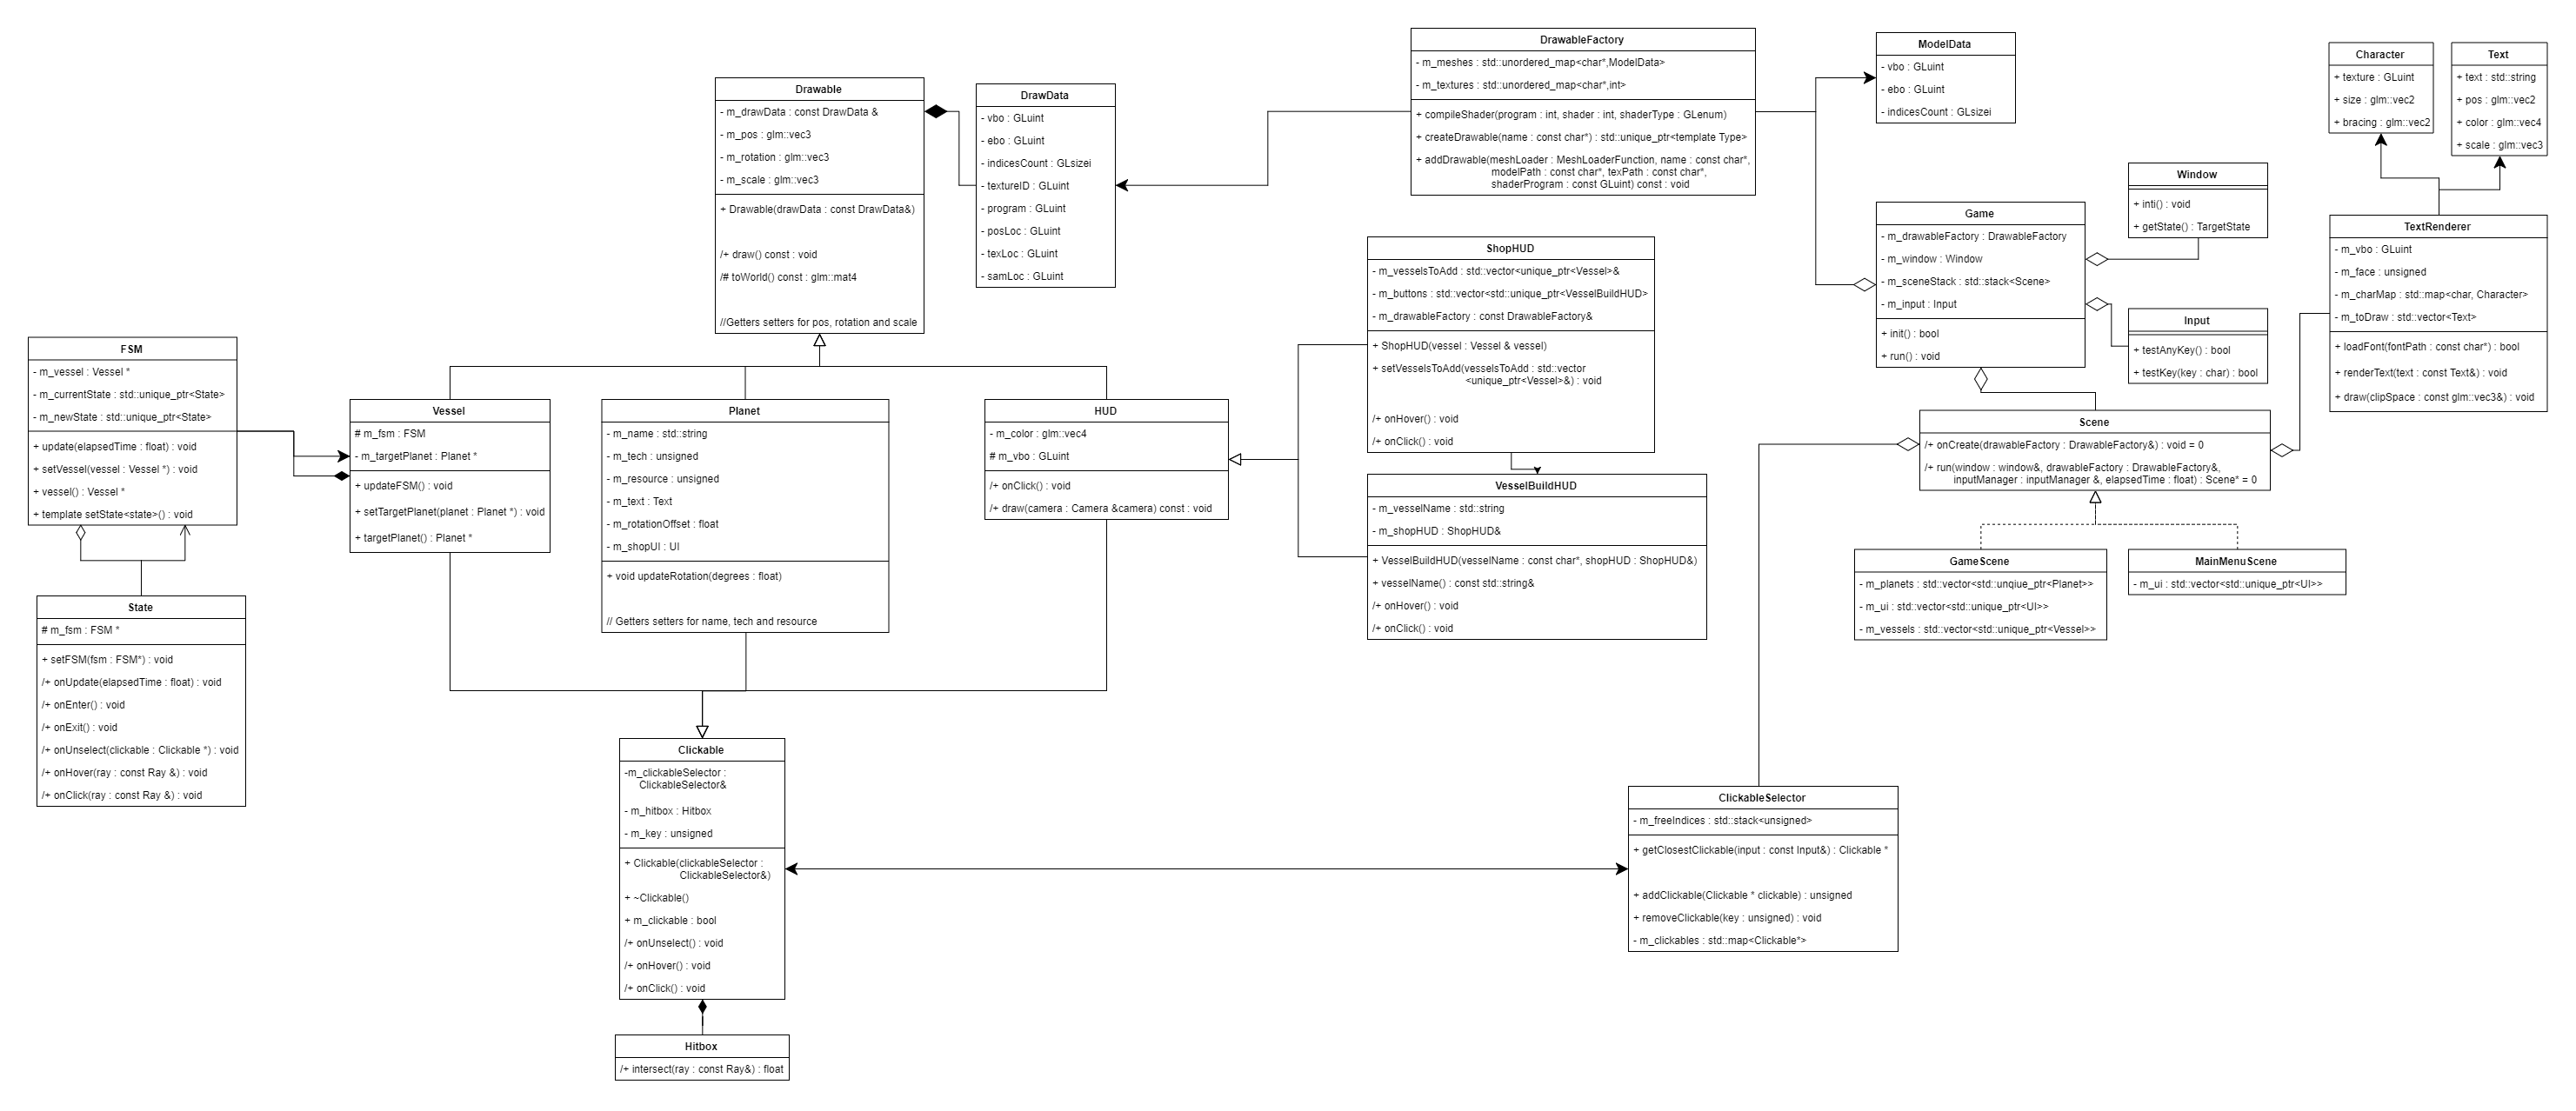 DrawableFactory
- m_meshes : std::unordered_map<char*,ModelData>
- m_textures : std::unordered_map<char*,int>
+ compileShader(program : int, shader : int, shaderType : GLenum)
+ createDrawable(name : const char*) : std::unique_ptr<template Type>
+ addDrawable(meshLoader : MeshLoaderFunction, name : const char*,
modelPath : const char*, texPath : const char*,
shaderProgram : const GLuint) const : void
ModelData
- vbo : GLuint
- ebo : GLuint
- indicesCount : GLsizei
Character
+ texture : GLuint
+ size : glm::vec2
+ bracing : glm::vec2
Text
+ text : std::string
+ pos : glm::vec2
+ color : glm::vec4
+ scale : glm::vec3
Drawable
- m_drawData : const DrawData &
- m_pos : glm::vec3
- m_rotation : glm::vec3
- m_scale : glm::vec3
+ Drawable(drawData : const DrawData&)
/+ draw() const : void
/# toWorld() const : glm::mat4
//Getters setters for pos, rotation and scale
DrawData
- vbo : GLuint
- ebo : GLuint
- indicesCount : GLsizei
- textureID : GLuint
- program : GLuint
- posLoc : GLuint
- texLoc : GLuint
- samLoc : GLuint
Window
+ inti() : void
+ getState() : TargetState
Game
- m_drawableFactory : DrawableFactory
- m_window : Window
- m_sceneStack : std::stack<Scene>
- m_input : Input
+ init() : bool
+ run() : void
TextRenderer
- m_vbo : GLuint
- m_face : unsigned
- m_charMap : std::map<char, Character>
- m_toDraw : std::vector<Text>
+ loadFont(fontPath : const char*) : bool
+ renderText(text : const Text&) : void
+ draw(clipSpace : const glm::vec3&) : void
ShopHUD
- m_vesselsToAdd : std::vector<unique_ptr<Vessel>&
- m_buttons : std::vector<std::unique_ptr<VesselBuildHUD>
- m_drawableFactory : const DrawableFactory&
+ ShopHUD(vessel : Vessel & vessel)
+ setVesselsToAdd(vesselsToAdd : std::vector
<unique_ptr<Vessel>&) : void
/+ onHover() : void
/+ onClick() : void
Input
+ testAnyKey() : bool
+ testKey(key : char) : bool
FSM
- m_vessel : Vessel *
- m_currentState : std::unique_ptr<State>
- m_newState : std::unique_ptr<State>
+ update(elapsedTime : float) : void
+ setVessel(vessel : Vessel *) : void
+ vessel() : Vessel *
+ template setState<state>() : void
Vessel
# m_fsm : FSM
- m_targetPlanet : Planet *
+ updateFSM() : void
+ setTargetPlanet(planet : Planet *) : void
+ targetPlanet() : Planet *
Planet
- m_name : std::string
- m_tech : unsigned
- m_resource : unsigned
- m_text : Text
- m_rotationOffset : float
- m_shopUI : UI
+ void updateRotation(degrees : float)
// Getters setters for name, tech and resource
HUD
- m_color : glm::vec4
# m_vbo : GLuint
/+ onClick() : void
/+ draw(camera : Camera &camera) const : void
Scene
/+ onCreate(drawableFactory : DrawableFactory&) : void = 0
/+ run(window : window&, drawableFactory : DrawableFactory&,
inputManager : inputManager &, elapsedTime : float) : Scene* = 0
VesselBuildHUD
- m_vesselName : std::string
- m_shopHUD : ShopHUD&
+ VesselBuildHUD(vesselName : const char*, shopHUD : ShopHUD&)
+ vesselName() : const std::string&
/+ onHover() : void
/+ onClick() : void
GameScene
- m_planets : std::vector<std::unqiue_ptr<Planet>>
- m_ui : std::vector<std::unique_ptr<UI>>
- m_vessels : std::vector<std::unique_ptr<Vessel>>
MainMenuScene
- m_ui : std::vector<std::unique_ptr<UI>>
State
# m_fsm : FSM *
+ setFSM(fsm : FSM*) : void
/+ onUpdate(elapsedTime : float) : void
/+ onEnter() : void
/+ onExit() : void
/+ onUnselect(clickable : Clickable *) : void
/+ onHover(ray : const Ray &) : void
/+ onClick(ray : const Ray &) : void
Clickable
-m_clickableSelector :
ClickableSelector&
- m_hitbox : Hitbox
- m_key : unsigned
+ Clickable(clickableSelector :
ClickableSelector&)
+ ~Clickable()
+ m_clickable : bool
/+ onUnselect() : void
/+ onHover() : void
/+ onClick() : void
ClickableSelector
- m_freeIndices : std::stack<unsigned>
+ getClosestClickable(input : const Input&) : Clickable *
+ addClickable(Clickable * clickable) : unsigned
+ removeClickable(key : unsigned) : void
- m_clickables : std::map<Clickable*>
Hitbox
/+ intersect(ray : const Ray&) : float